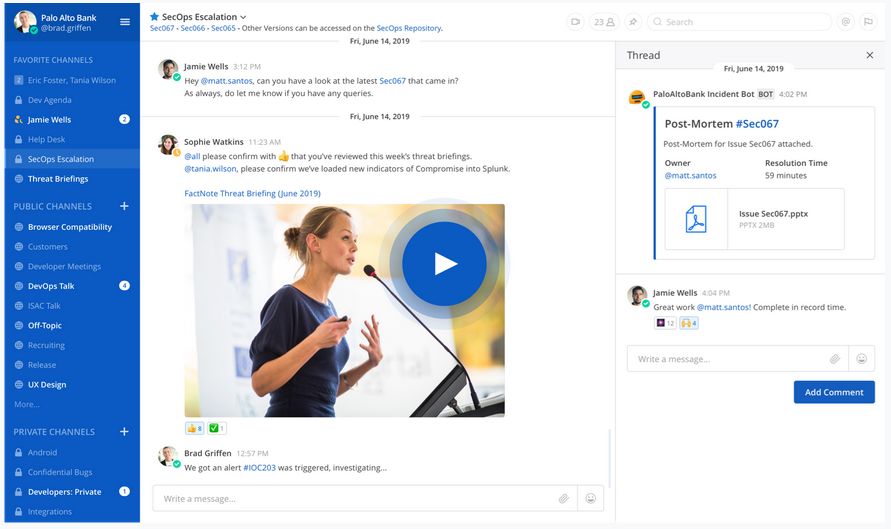 Palo Alto Bank
@brad.griffen
FAVORITE CHANNELS
2 Eric Foster, Tania Wilson
Dev Agenda
Jamie Wells 2
Help Desk
SecOps Escalation
Threat Briefings
PUBLIC CHANNELS +
Browser Compatibility
Customers
Developer Meetings
DevOps Talk 4
ISAC Talk
Off-Topic
Recruiting
Release
UX Design
More...
PRIVATE CHANNELS +
Android
Confidential Bugs
Developers: Private 1
Integrations
SecOps Escalation
Sec067 · Sec066 · Sec065 · Other Versions can be accessed on the SecOps Repository.
23
Search
@
Fri, June 14, 2019
Jamie Wells 3:12 PM
Hey @matt.santos, can you have a look at the latest Sec067 that came in?
As always, do let me know if you have any queries.
Fri, June 14, 2019
Sophie Watkins 11:23 AM
@all please confirm with 👍 that you've reviewed this week's threat briefings.
@tania.wilson, please confirm we've loaded new indicators of Compromise into Splunk.
FactNote Threat Briefing (June 2019)
8 1
Brad Griffen 12:57 PM
We got an alert #IOC203 was triggered, investigating...
Write a message...
Thread
Fri, June 14, 2019
PaloAltoBank Incident Bot BOT 4:02 PM
Post-Mortem #Sec067
Post-Mortem for Issue Sec067 attached.
Owner Resolution Time
@matt.santos 59 minutes
Issue Sec067.pptx
PPTX 2MB
Jamie Wells 4:04 PM
Great work @matt.santos! Complete in record time.
12 4
Write a message...
Add Comment